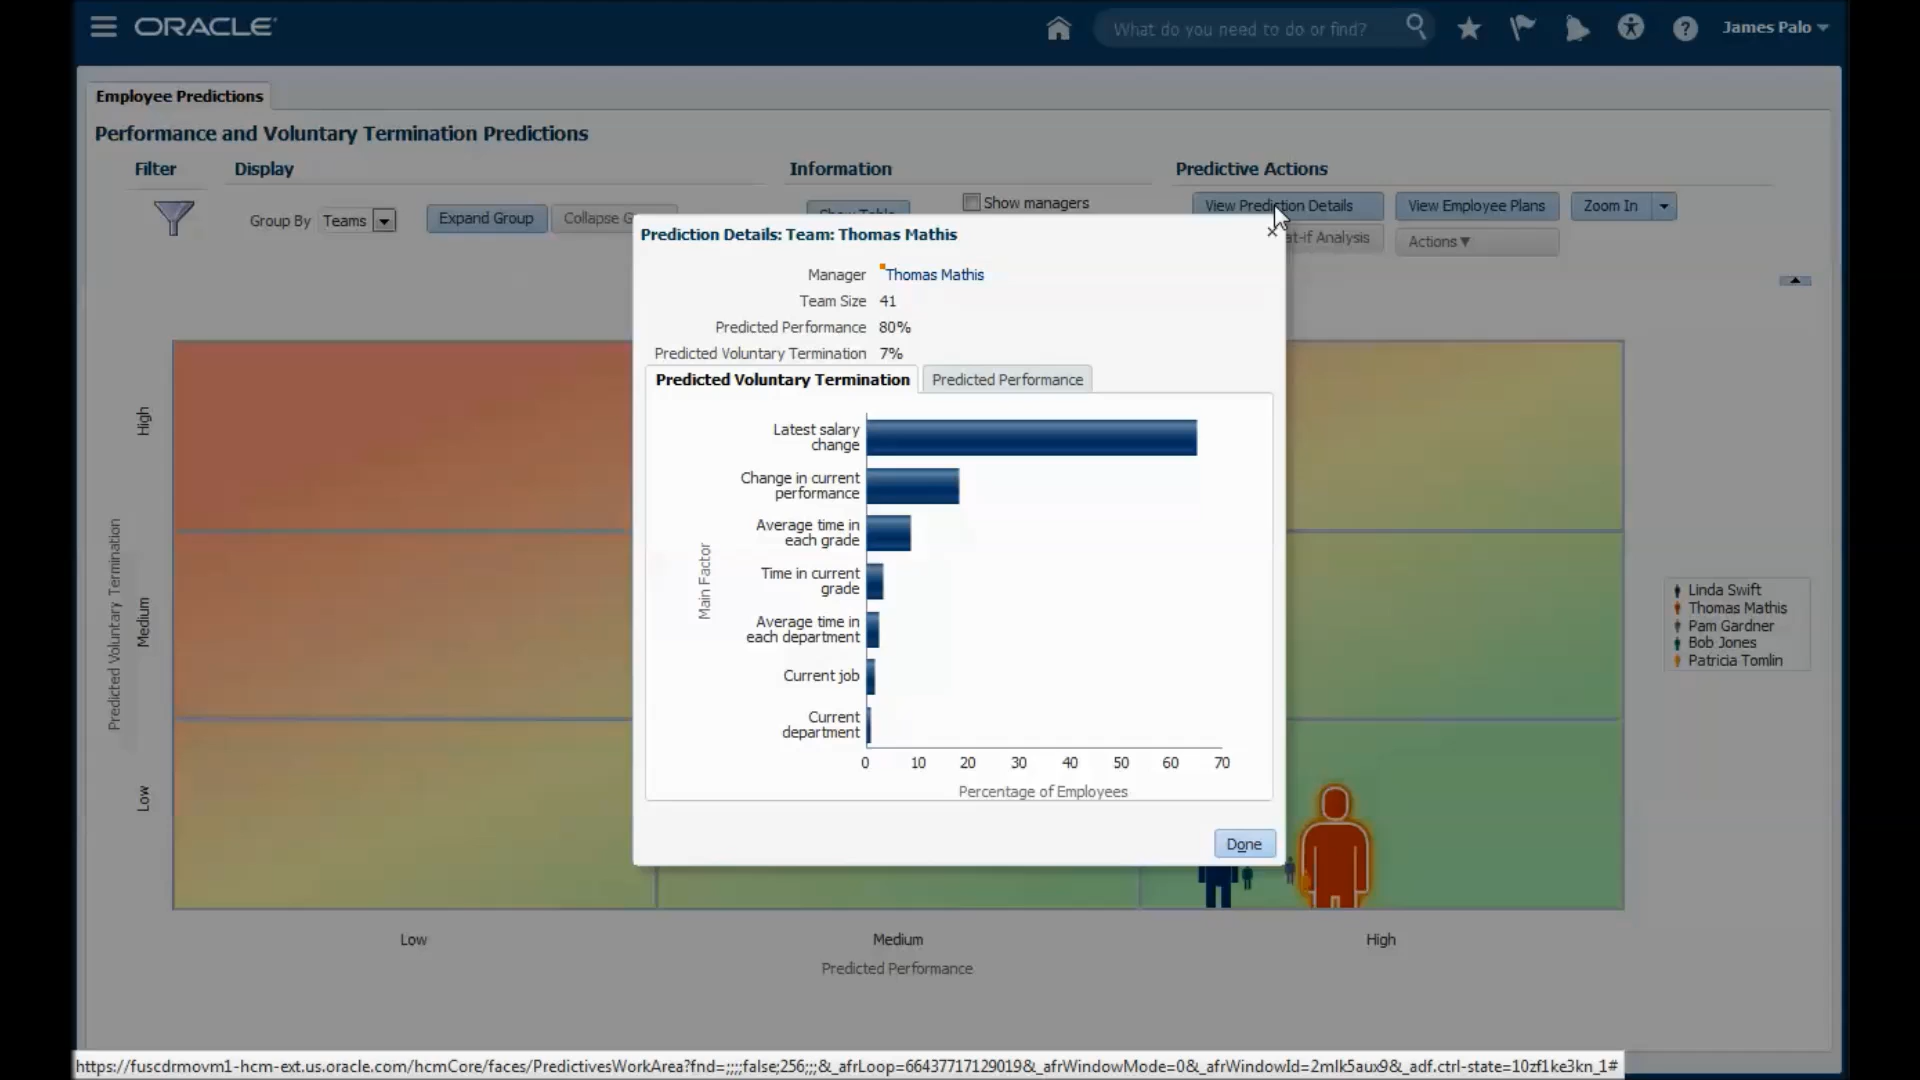 ORACLE
What do you need to do or find?
James Palo
Employee Predictions
Performance and Voluntary Termination Predictions
Filter
Display
Information
Predictive Actions
Group By Teams
Expand Group
Collapse G
Show Table
Show managers
View Prediction Details
View Employee Plans
Zoom In
at-if Analysis
Actions▼
Prediction Details: Team: Thomas Mathis
Manager Thomas Mathis
Team Size 41
Predicted Performance 80%
Predicted Voluntary Termination 7%
Predicted Voluntary Termination
Predicted Performance
Main Factor
Latest salary
change
Change in current
performance
Average time in
each grade
Time in current
grade
Average time in
each department
Current job
Current
department
0 10 20 30 40 50 60 70
Percentage of Employees
Done
Predicted Voluntary Termination
High
Medium
Low
Low Medium High
Predicted Performance
Linda Swift
Thomas Mathis
Pam Gardner
Bob Jones
Patricia Tomlin
https://fuscdrmovm1-hcm-ext.us.oracle.com/hcmCore/faces/PredictivesWorkArea?fnd=;;;;false;256;;;&_afrLoop=66437717129019&_afrWindowMode=0&_afrWindowId=2mlk5aux9&_adf.ctrl-state=10zf1ke3kn_1#